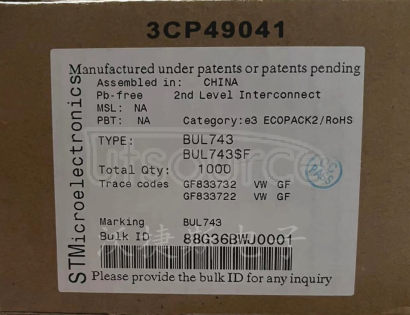 3CP49041
Manufactured under patents or patents pending
Assembled in: CHINA
Pb-free 2nd Level Interconnect
MSL: NA
PBT: NA Category:e3 ECOPACK2/RoHS
TYPE: BUL743
BUL743SF
Total Qty: 1000
Trace codes GF833732 VW GF
GF833722 VW GF
Marking BUL743
Bulk ID 88G36BWJ0001
Please provide the bulk ID for any inquiry
STMicroelectronics
utsource